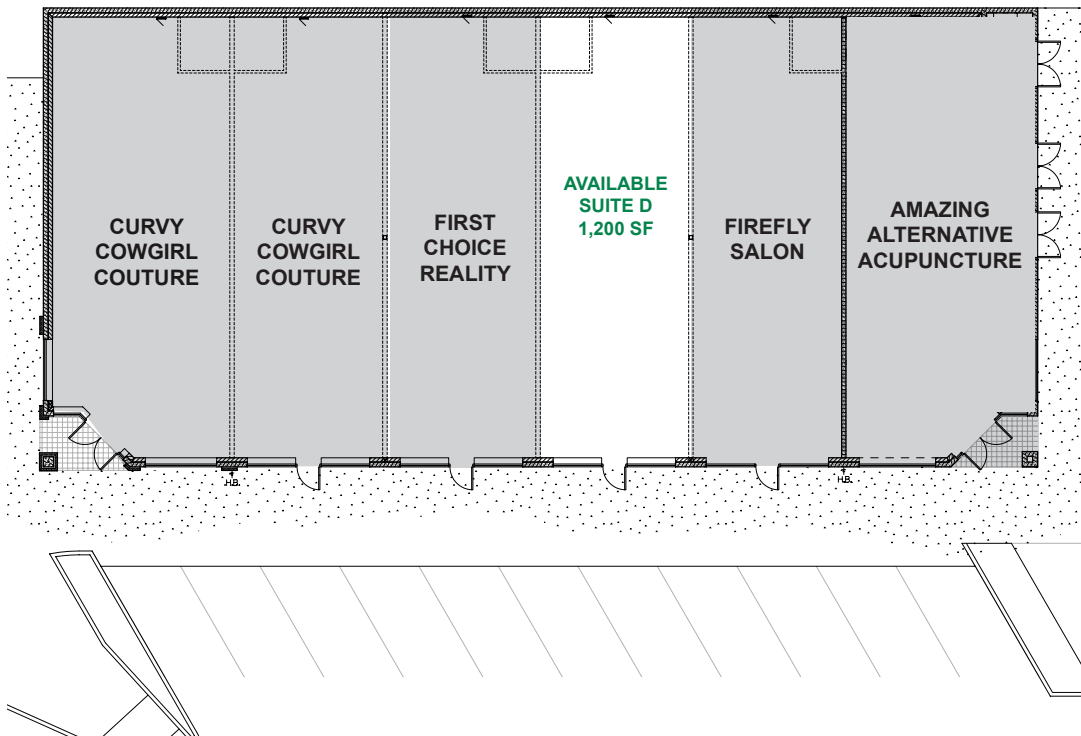 CURVY
COWGIRL
COUTURE
CURVY
COWGIRL
COUTURE
FIRST
CHOICE
REALITY
AVAILABLE
SUITE D
1,200 SF
FIREFLY
SALON
AMAZING
ALTERNATIVE
ACUPUNCTURE
H.B.
H.B.